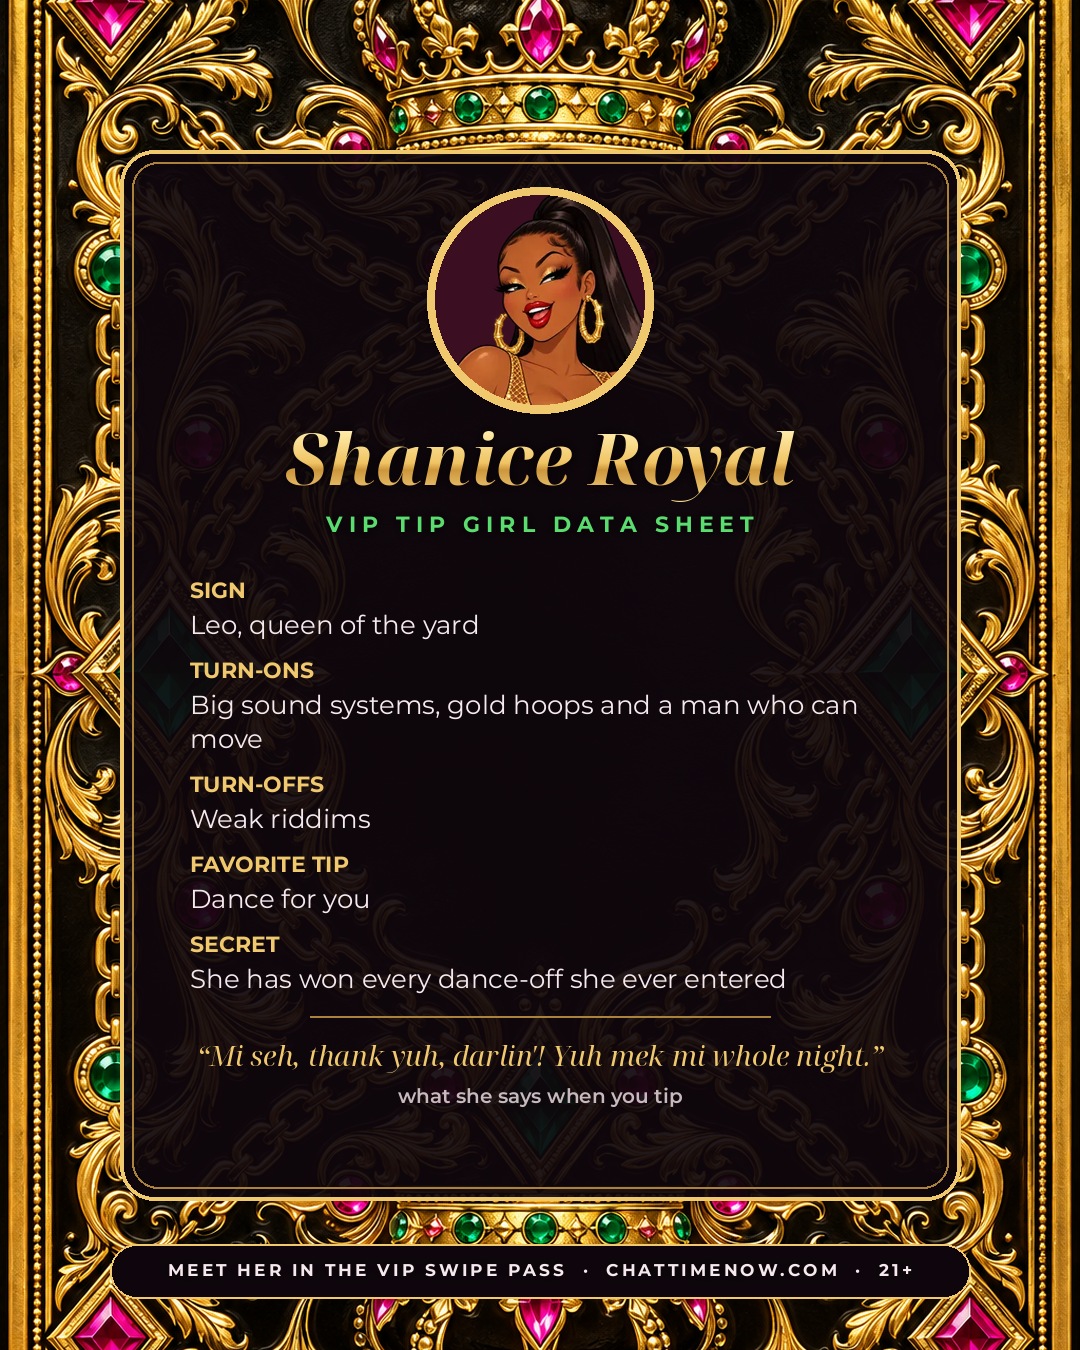 Shanice Royal
VIP TIP GIRL DATA SHEET
SIGN
Leo, queen of the yard
TURN-ONS
Big sound systems, gold hoops and a man who can
move
TURN-OFFS
Weak riddims
FAVORITE TIP
Dance for you
SECRET
She has won every dance-off she ever entered
“Mi seh, thank yuh, darlin'! Yuh mek mi whole night.”
what she says when you tip
MEET HER IN THE VIP SWIPE PASS · CHATTIMENOW.COM · 21+